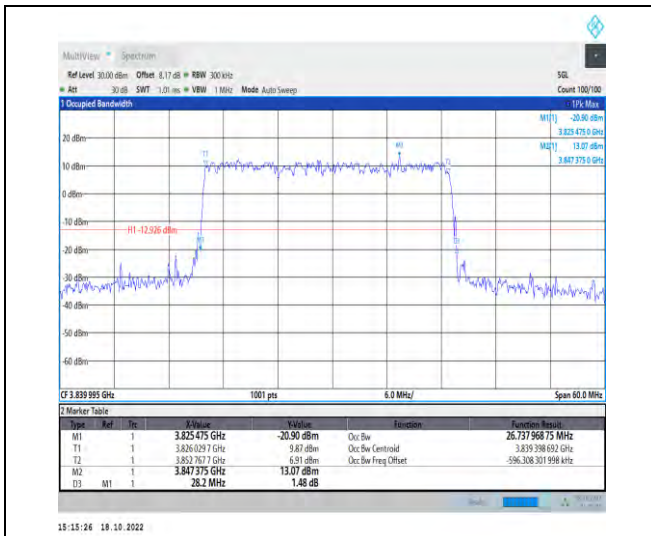 MultiView Spectrum
Ref Level 30.00 dBm Offset 8.17 dB RBW 300 kHz SGL
Att 30 dB SWT 1.01 ms VBW 1 MHz Mode Auto Sweep Count 100/100
1 Occupied Bandwidth 1Pk Max
M1[1] -20.90 dBm
3.825 475 0 GHz
20 dBm
M2 M2[1] 13.07 dBm
T1 3.847 375 0 GHz
10 dBm
0 dBm
-10 dBm
H1 -12.926 dBm
-20 dBm
-30 dBm
-40 dBm
-50 dBm
-60 dBm
CF 3.839 995 GHz 1001 pts 6.0 MHz/ Span 60.0 MHz
2 Marker Table
Type Ref Trc X-Value Y-Value Function Function Result
M1 1 3.825 475 GHz -20.90 dBm Occ Bw 26.737 968 75 MHz
T1 1 3.826 029 7 GHz 9.87 dBm Occ Bw Centroid 3.839 398 692 GHz
T2 1 3.852 767 7 GHz 6.91 dBm Occ Bw Freq Offset -596.308 301 998 kHz
M2 1 3.847 375 GHz 13.07 dBm
D3 M1 1 28.2 MHz 1.48 dB
15:15:26 18.10.2022